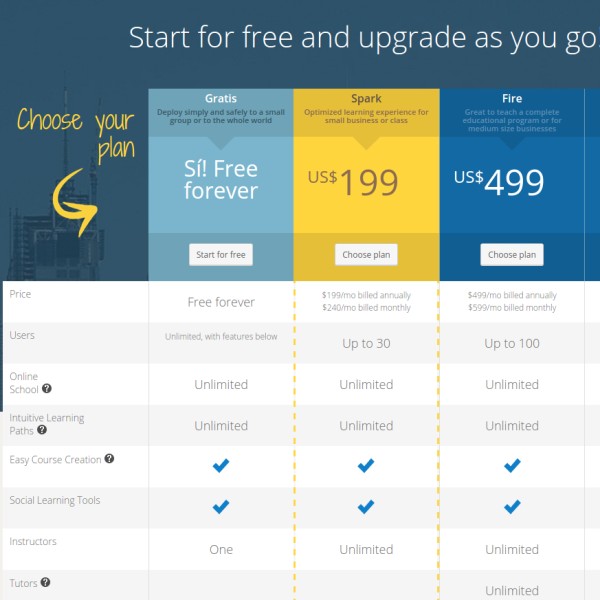 Start for free and upgrade as you go!
Choose your
plan
Gratis
Deploy simply and safely to a small
group or to the whole world
Sí! Free
forever
Start for free
Spark
Optimized learning experience for
small business or class
US$199
Choose plan
Fire
Great to teach a complete
educational program or for
medium size businesses
US$499
Choose plan
Price
Free forever
$199/mo billed annually
$240/mo billed monthly
$499/mo billed annually
$599/mo billed monthly
Users
Unlimited, with features below
Up to 30
Up to 100
Online
School ?
Unlimited
Unlimited
Unlimited
Intuitive Learning
Paths ?
Unlimited
Unlimited
Unlimited
Easy Course Creation ?
Social Learning Tools
Instructors
One
Unlimited
Unlimited
Tutors ?
Unlimited